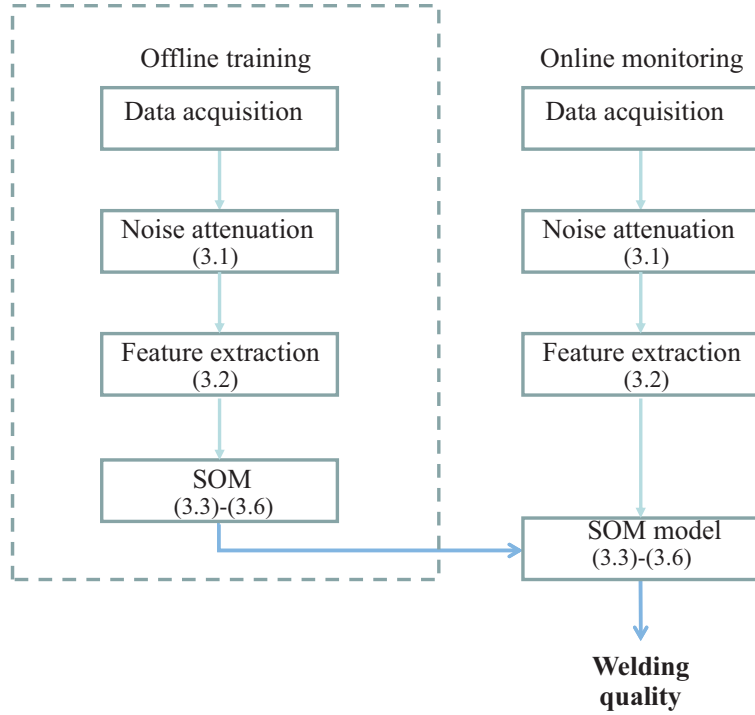 Offline training
Data acquisition
Noise attenuation
(3.1)
Feature extraction
(3.2)
SOM
(3.3)-(3.6)
Online monitoring
Data acquisition
Noise attenuation
(3.1)
Feature extraction
(3.2)
SOM model
(3.3)-(3.6)
Welding
quality